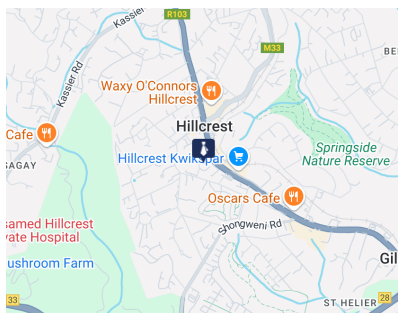 R103
Kassier
M33
BE
Kassier Rd
Waxy O'Connors
Hillcrest
Cafe
Hillcrest
SAGAY
Hillcrest Kwikspar
Springside
Nature Reserve
Oscars Cafe
samed Hillcrest
vate Hospital
Shongweni Rd
ushroom Farm
Gil
33
ST HELIER
28